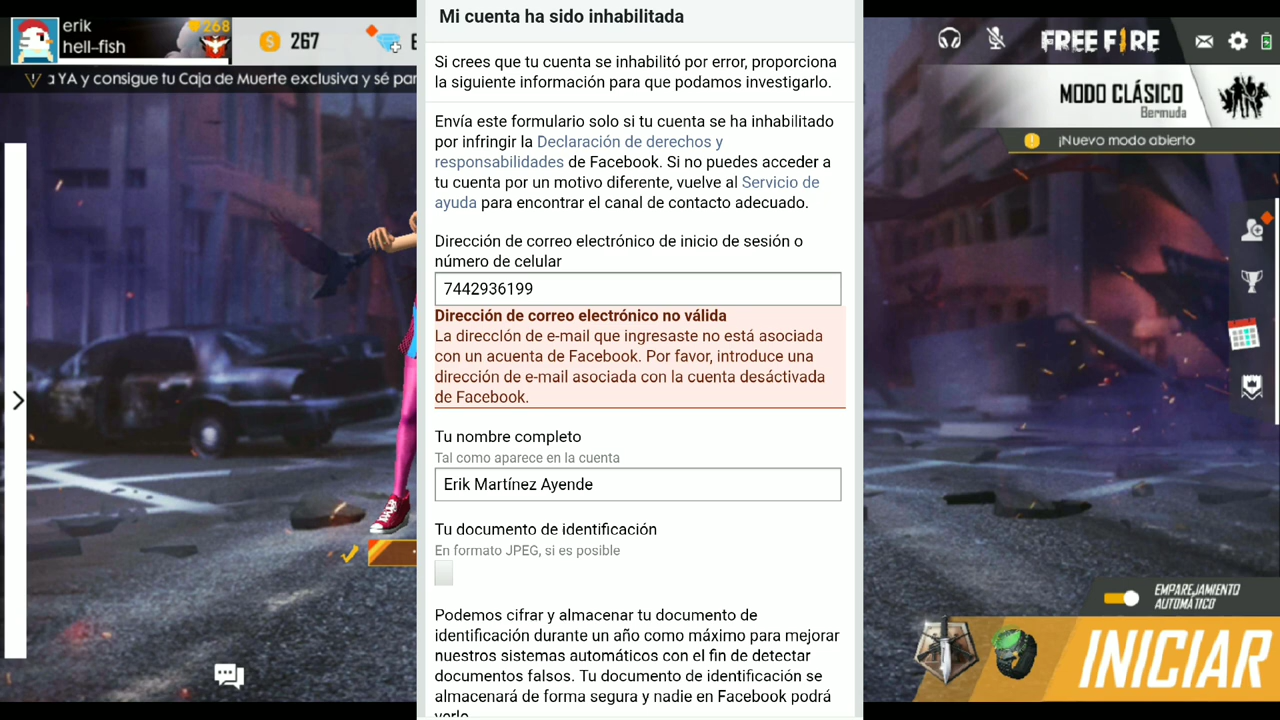 erik
hell-fish
268
267
FREE FIRE
a YA y consigue tu Caja de Muerte exclusiva y sé par
MODO CLÁSICO
Bermuda
¡Nuevo modo abierto
Mi cuenta ha sido inhabilitada
Si crees que tu cuenta se inhabilitó por error, proporciona
la siguiente información para que podamos investigarlo.
Envía este formulario solo si tu cuenta se ha inhabilitado
por infringir la Declaración de derechos y
responsabilidades de Facebook. Si no puedes acceder a
tu cuenta por un motivo diferente, vuelve al Servicio de
ayuda para encontrar el canal de contacto adecuado.
Dirección de correo electrónico de inicio de sesión o
número de celular
7442936199
Dirección de correo electrónico no válida
La direcclón de e-mail que ingresaste no está asociada
con un acuenta de Facebook. Por favor, introduce una
dirección de e-mail asociada con la cuenta desáctivada
de Facebook.
Tu nombre completo
Tal como aparece en la cuenta
Erik Martínez Ayende
Tu documento de identificación
En formato JPEG, si es posible
Podemos cifrar y almacenar tu documento de
identificación durante un año como máximo para mejorar
nuestros sistemas automáticos con el fin de detectar
documentos falsos. Tu documento de identificación se
almacenará de forma segura y nadie en Facebook podrá
verlo
EMPAREJAMIENTO
AUTOMÁTICO
INICIAR